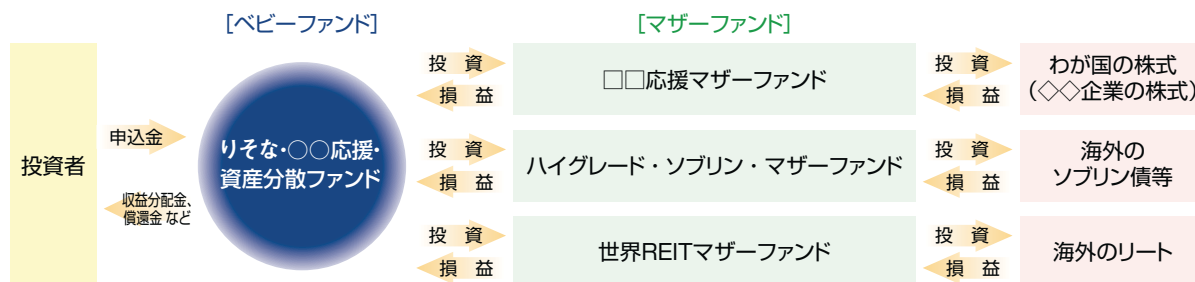 [ベビーファンド]
[マザーファンド]
投資者
申込金
収益分配金、
償還金 など
りそな・○○応援・
資産分散ファンド
投 資
損 益
□□応援マザーファンド
投 資
損 益
わが国の株式
(◇◇企業の株式)
投 資
損 益
ハイグレード・ソブリン・マザーファンド
投 資
損 益
海外の
ソブリン債等
投 資
損 益
世界REITマザーファンド
投 資
損 益
海外のリート